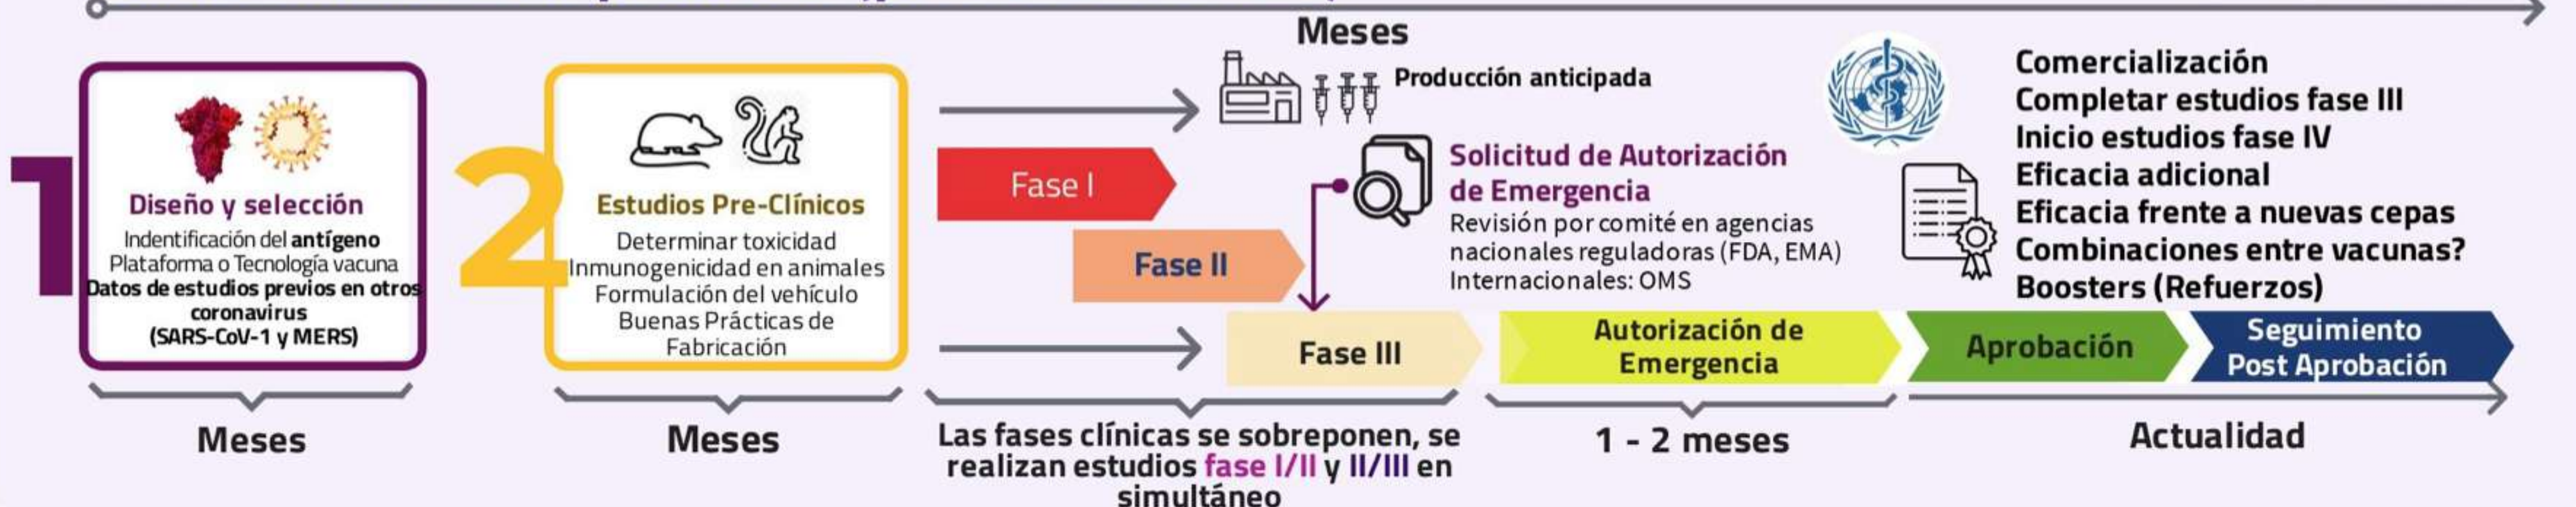 Meses
1
Diseño y selección
Indentificación del antígeno
Plataforma o Tecnología vacuna
Datos de estudios previos en otros
coronavirus
(SARS-CoV-1 y MERS)
Meses
2
Estudios Pre-Clínicos
Determinar toxicidad
Inmunogenicidad en animales
Formulación del vehículo
Buenas Prácticas de
Fabricación
Meses
Producción anticipada
Fase I
Fase II
Fase III
Las fases clínicas se sobreponen, se
realizan estudios fase I/II y II/III en
simultáneo
Solicitud de Autorización
de Emergencia
Revisión por comité en agencias
nacionales reguladoras (FDA, EMA)
Internacionales: OMS
Autorización de
Emergencia
1 - 2 meses
Comercialización
Completar estudios fase III
Inicio estudios fase IV
Eficacia adicional
Eficacia frente a nuevas cepas
Combinaciones entre vacunas?
Boosters (Refuerzos)
Aprobación
Seguimiento
Post Aprobación
Actualidad